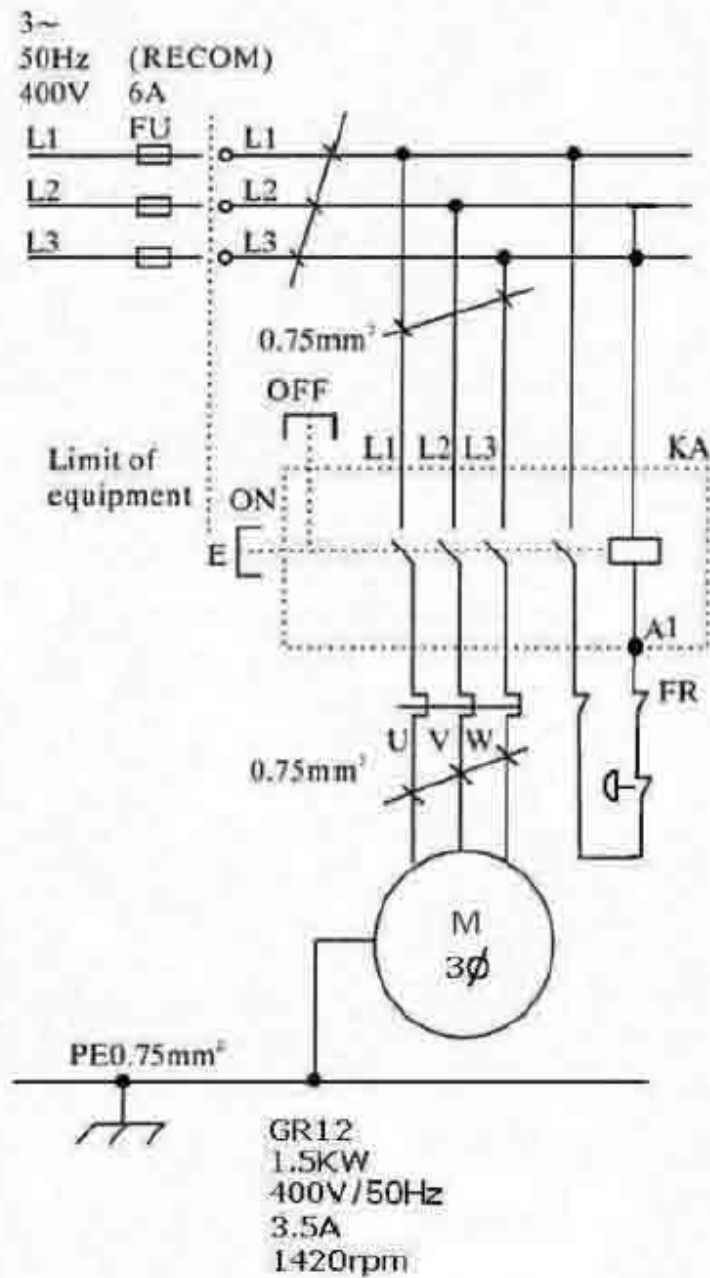 3~
50Hz (RECOM)
400V 6A
L1 FU L1
L2 L2
L3 L3
0.75mm²
OFF
L1 L2 L3 KA
Limit of
equipment
ON
E
A1
FR
U V W
0.75mm²
M
3Ø
PE0.75mm²
GR12
1.5KW
400V/50Hz
3.5A
1420rpm